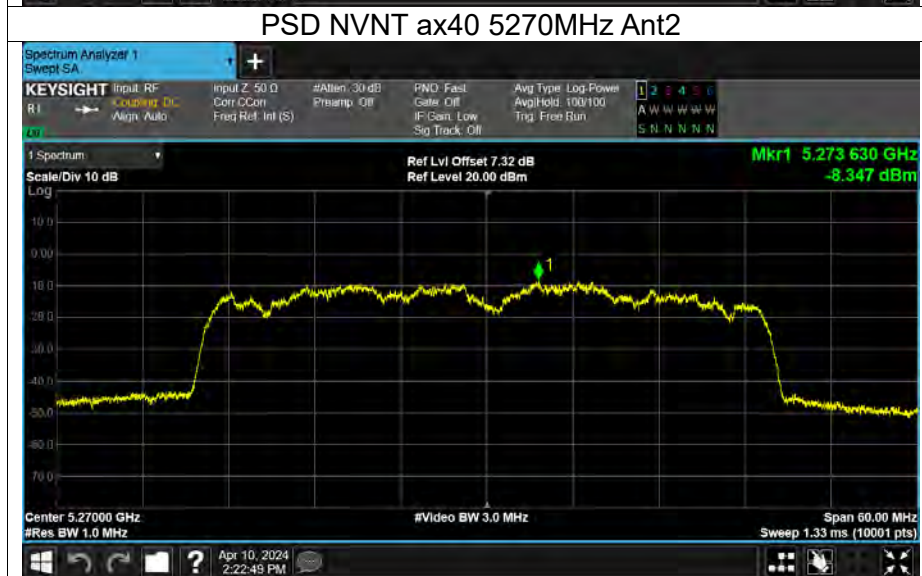 PSD NVNT ax40 5270MHz Ant2
Spectrum Analyzer 1
Swept SA
+
KEYSIGHT Input: RF Input Z: 50 Ω #Atten: 30 dB PNO: Fast Avg Type: Log-Power 1 2 3 4 5 6
Coupling: DC Corr CCorr Preamp: Off Gate: Off Avg|Hold: 100/100 A W W W W W
Align: Auto Freq Ref: Int (S) IF Gain: Low Trig: Free Run
Sig Track: Off S N N N N N
1 Spectrum
Ref Lvl Offset 7.32 dB Mkr1 5.273 630 GHz
Scale/Div 10 dB Ref Level 20.00 dBm -8.347 dBm
Log
10.0
0.00
1
-10.0
-20.0
-30.0
-40.0
-50.0
-60.0
-70.0
Center 5.27000 GHz #Video BW 3.0 MHz Span 60.00 MHz
#Res BW 1.0 MHz Sweep 1.33 ms (10001 pts)
? Apr 10, 2024
2:22:49 PM